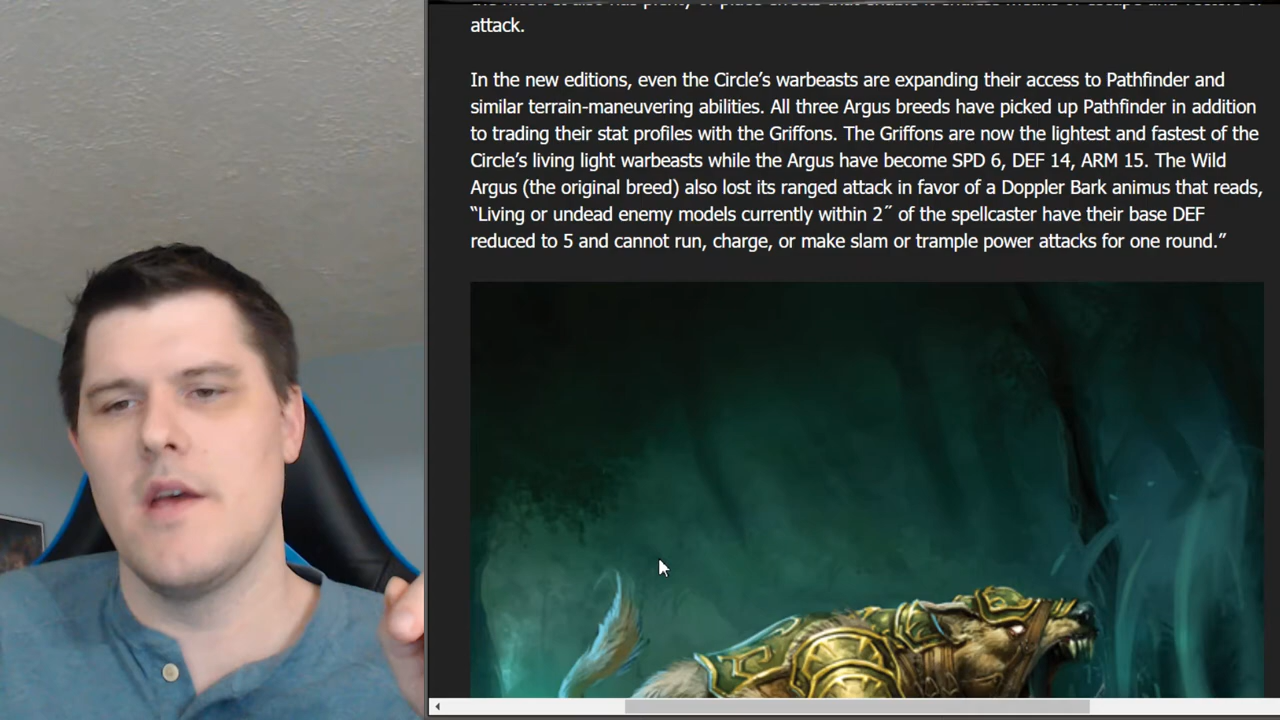 attack.
In the new editions, even the Circle’s warbeasts are expanding their access to Pathfinder and
similar terrain-maneuvering abilities. All three Argus breeds have picked up Pathfinder in addition
to trading their stat profiles with the Griffons. The Griffons are now the lightest and fastest of the
Circle’s living light warbeasts while the Argus have become SPD 6, DEF 14, ARM 15. The Wild
Argus (the original breed) also lost its ranged attack in favor of a Doppler Bark animus that reads,
“Living or undead enemy models currently within 2˝ of the spellcaster have their base DEF
reduced to 5 and cannot run, charge, or make slam or trample power attacks for one round.”